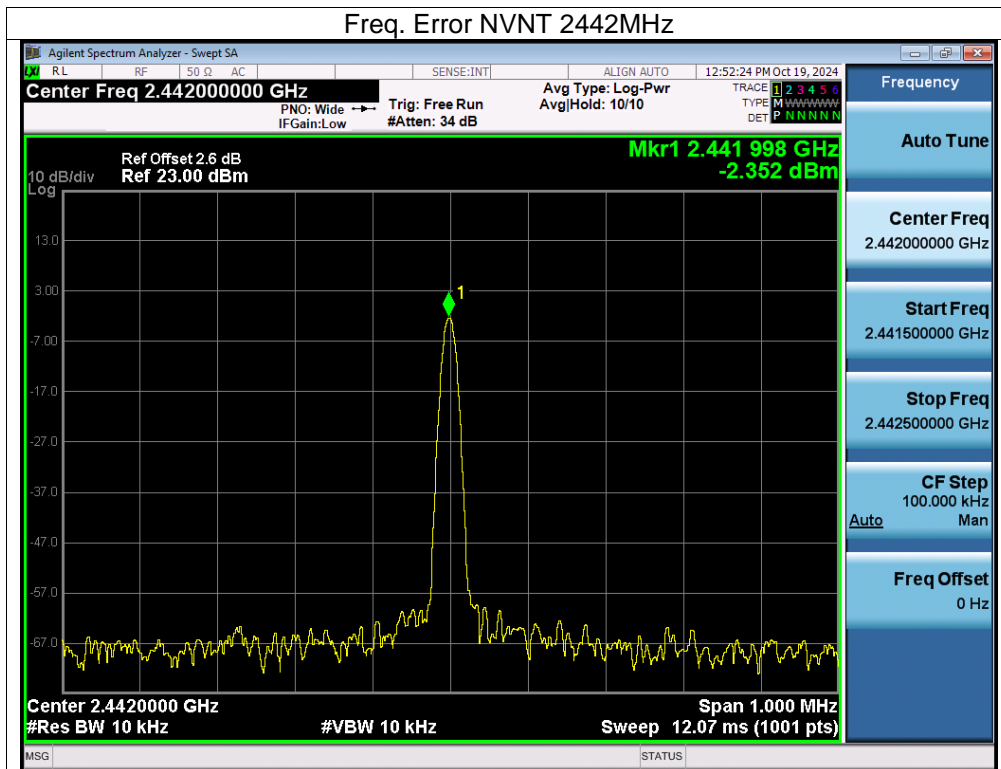 Freq. Error NVNT 2442MHz
Agilent Spectrum Analyzer - Swept SA
LXI RL RF 50 Ω AC SENSE:INT ALIGN AUTO 12:52:24 PM Oct 19, 2024
Center Freq 2.442000000 GHz
PNO: Wide
IFGain:Low
Trig: Free Run
#Atten: 34 dB
Avg Type: Log-Pwr
Avg|Hold: 10/10
TRACE 1 2 3 4 5 6
TYPE M WWWWW
DET P N N N N N
Ref Offset 2.6 dB
10 dB/div Ref 23.00 dBm
Log
Mkr1 2.441 998 GHz
-2.352 dBm
13.0
3.00
-7.00
-17.0
-27.0
-37.0
-47.0
-57.0
-67.0
1
Center 2.4420000 GHz Span 1.000 MHz
#Res BW 10 kHz #VBW 10 kHz Sweep 12.07 ms (1001 pts)
MSG STATUS
Frequency
Auto Tune
Center Freq
2.442000000 GHz
Start Freq
2.441500000 GHz
Stop Freq
2.442500000 GHz
CF Step
100.000 kHz
Auto Man
Freq Offset
0 Hz